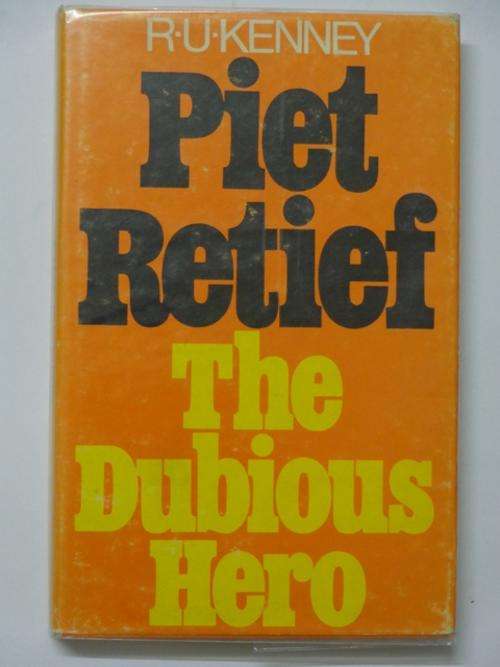 R·U·KENNEY
Piet
Retief
The
Dubious
Hero